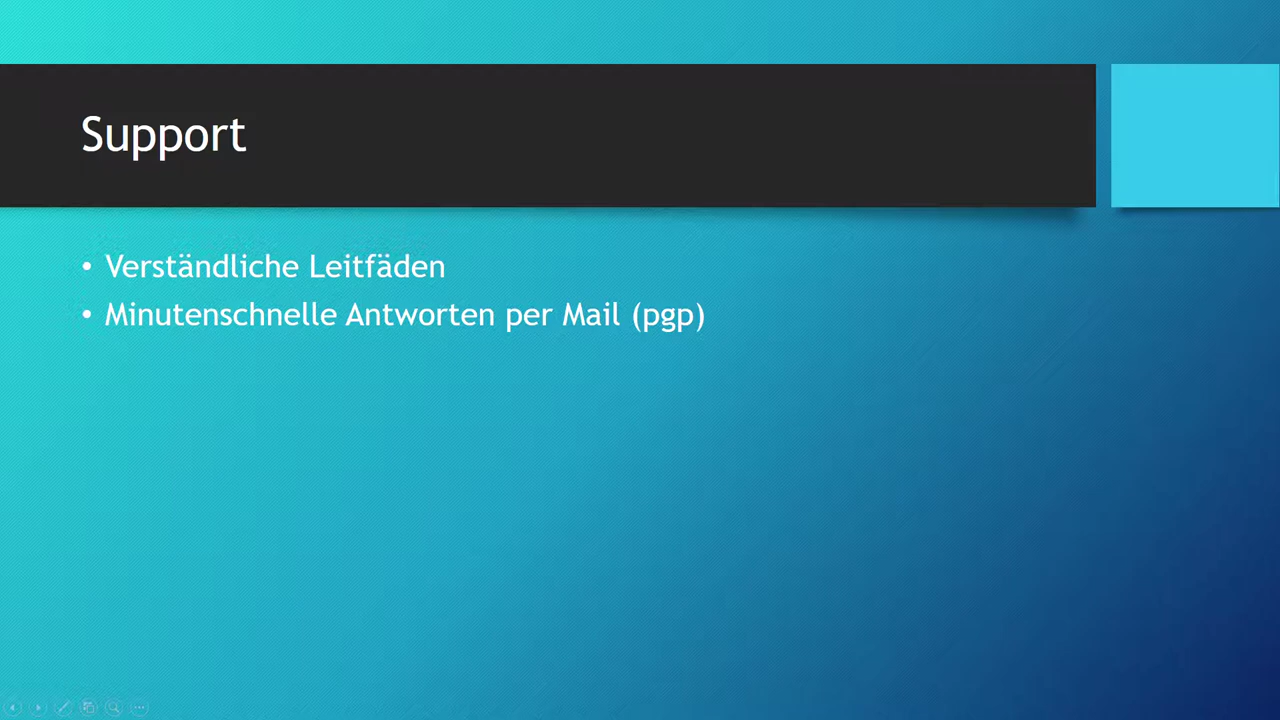 Support
• Verständliche Leitfäden
• Minutenschnelle Antworten per Mail (pgp)